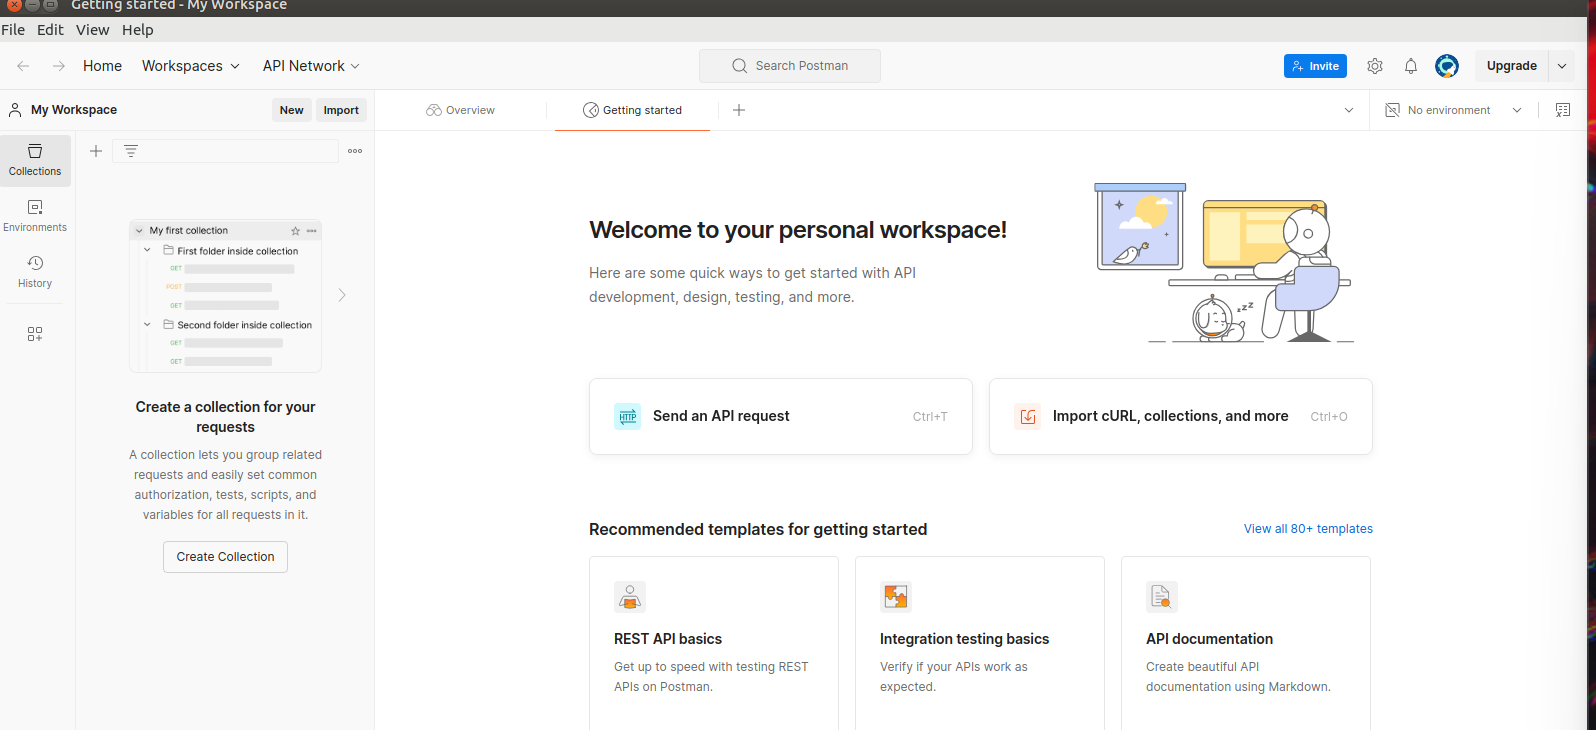 Getting started - My Workspace
File Edit View Help
Home Workspaces API Network Search Postman Invite Upgrade
My Workspace New Import Overview Getting started No environment
Collections
Environments
History
My first collection
First folder inside collection
GET
POST
GET
Second folder inside collection
GET
GET
Create a collection for your
requests
A collection lets you group related
requests and easily set common
authorization, tests, scripts, and
variables for all requests in it.
Create Collection
Welcome to your personal workspace!
Here are some quick ways to get started with API
development, design, testing, and more.
z z Z
HTTP Send an API request Ctrl+T
Import cURL, collections, and more Ctrl+O
Recommended templates for getting started View all 80+ templates
REST API basics
Get up to speed with testing REST
APIs on Postman.
Integration testing basics
Verify if your APIs work as
expected.
API documentation
Create beautiful API
documentation using Markdown.